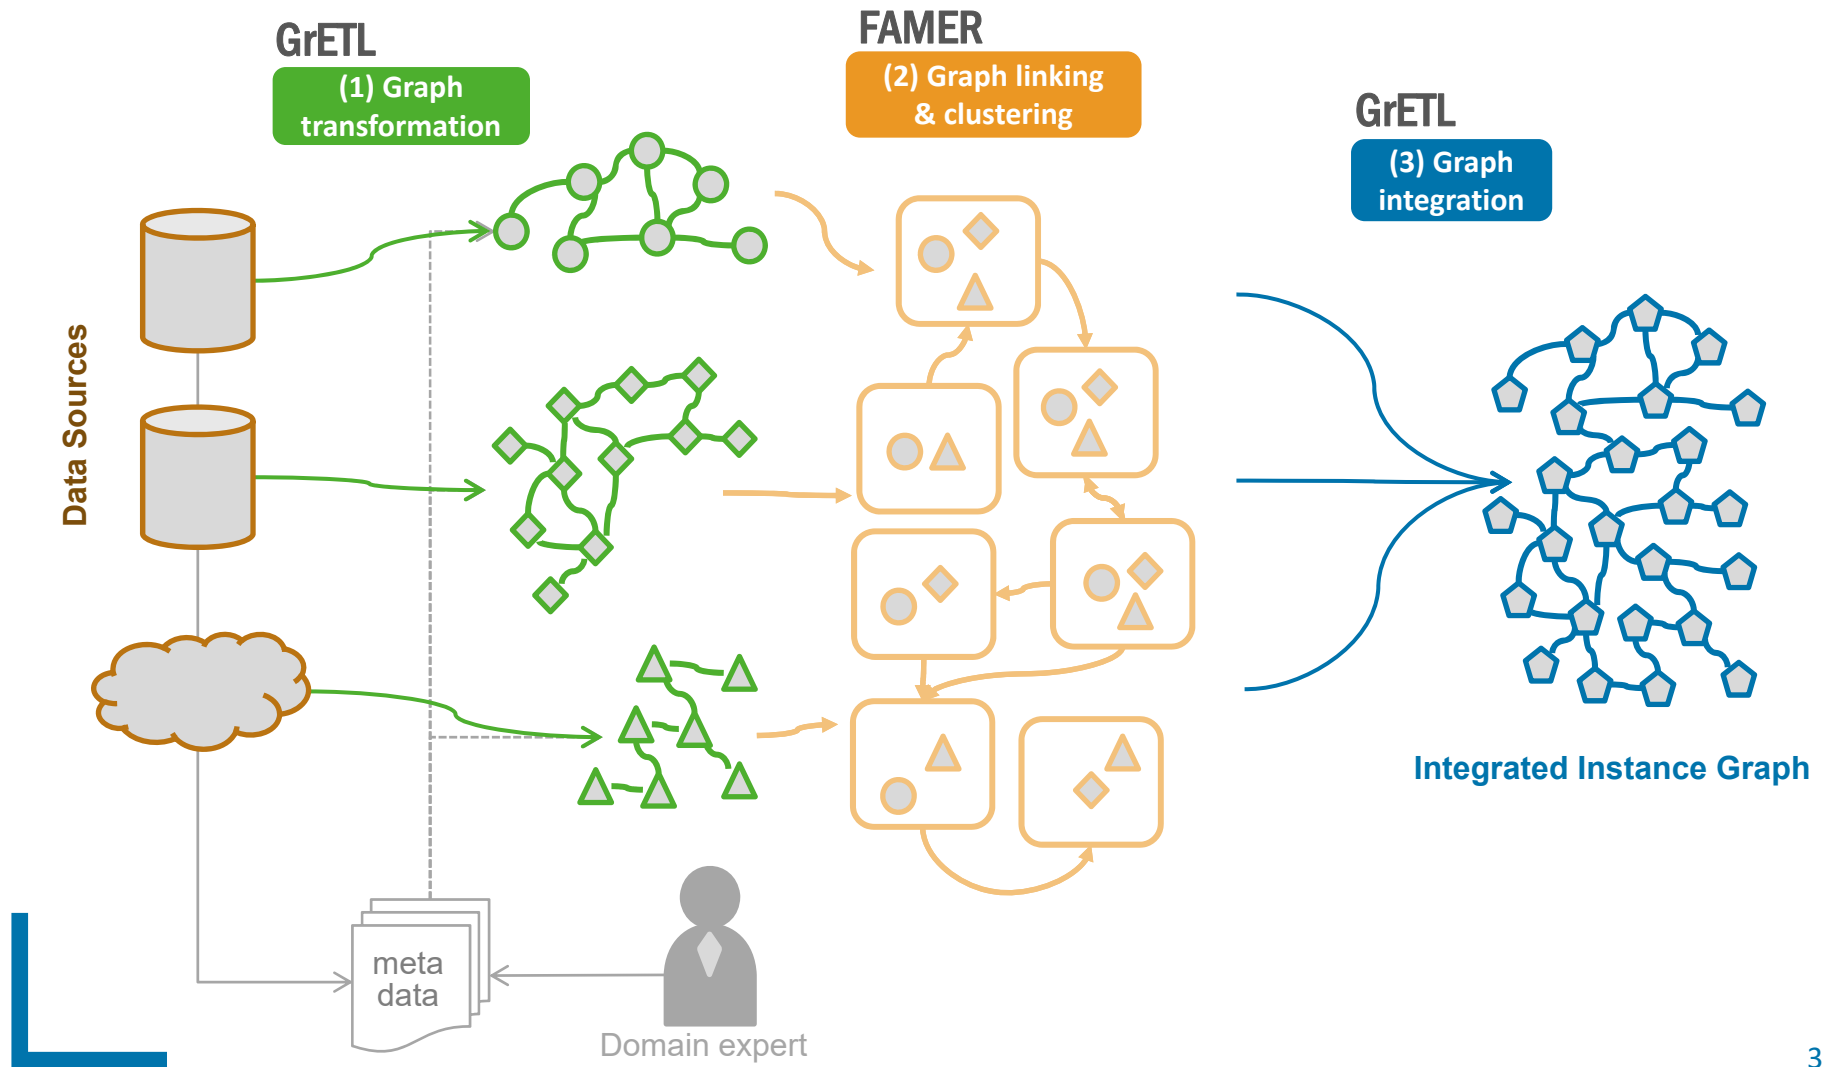 GrETL
(1) Graph
transformation
FAMER
(2) Graph linking
& clustering
GrETL
(3) Graph
integration
Data Sources
Integrated Instance Graph
meta
data
Domain expert
3